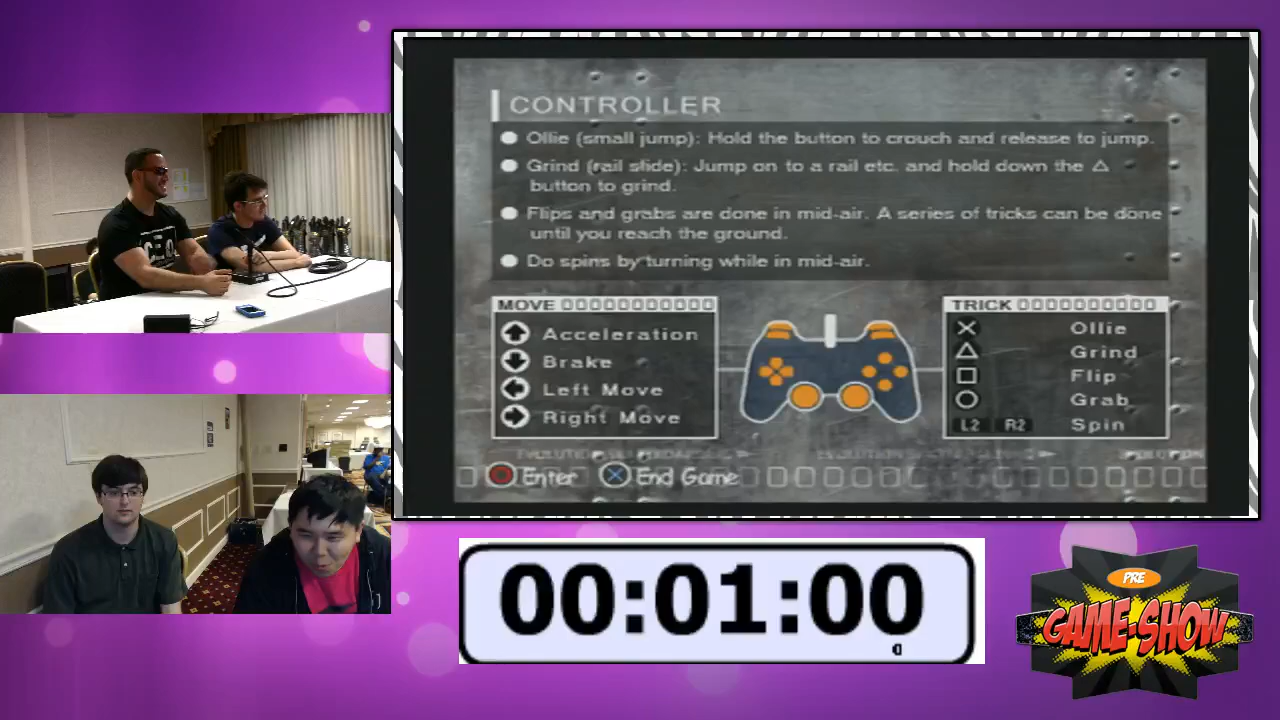 CONTROLLER
Ollie (small jump): Hold the button to crouch and release to jump.
Grind (rail slide): Jump on to a rail etc. and hold down the △
button to grind.
Flips and grabs are done in mid-air. A series of tricks can be done
until you reach the ground.
Do spins by turning while in mid-air.
MOVE
Acceleration
Brake
Left Move
Right Move
TRICK
Ollie
Grind
Flip
Grab
L2 R2 Spin
Enter End Game
00:01:00
PRE
GAME-SHOW
CEO